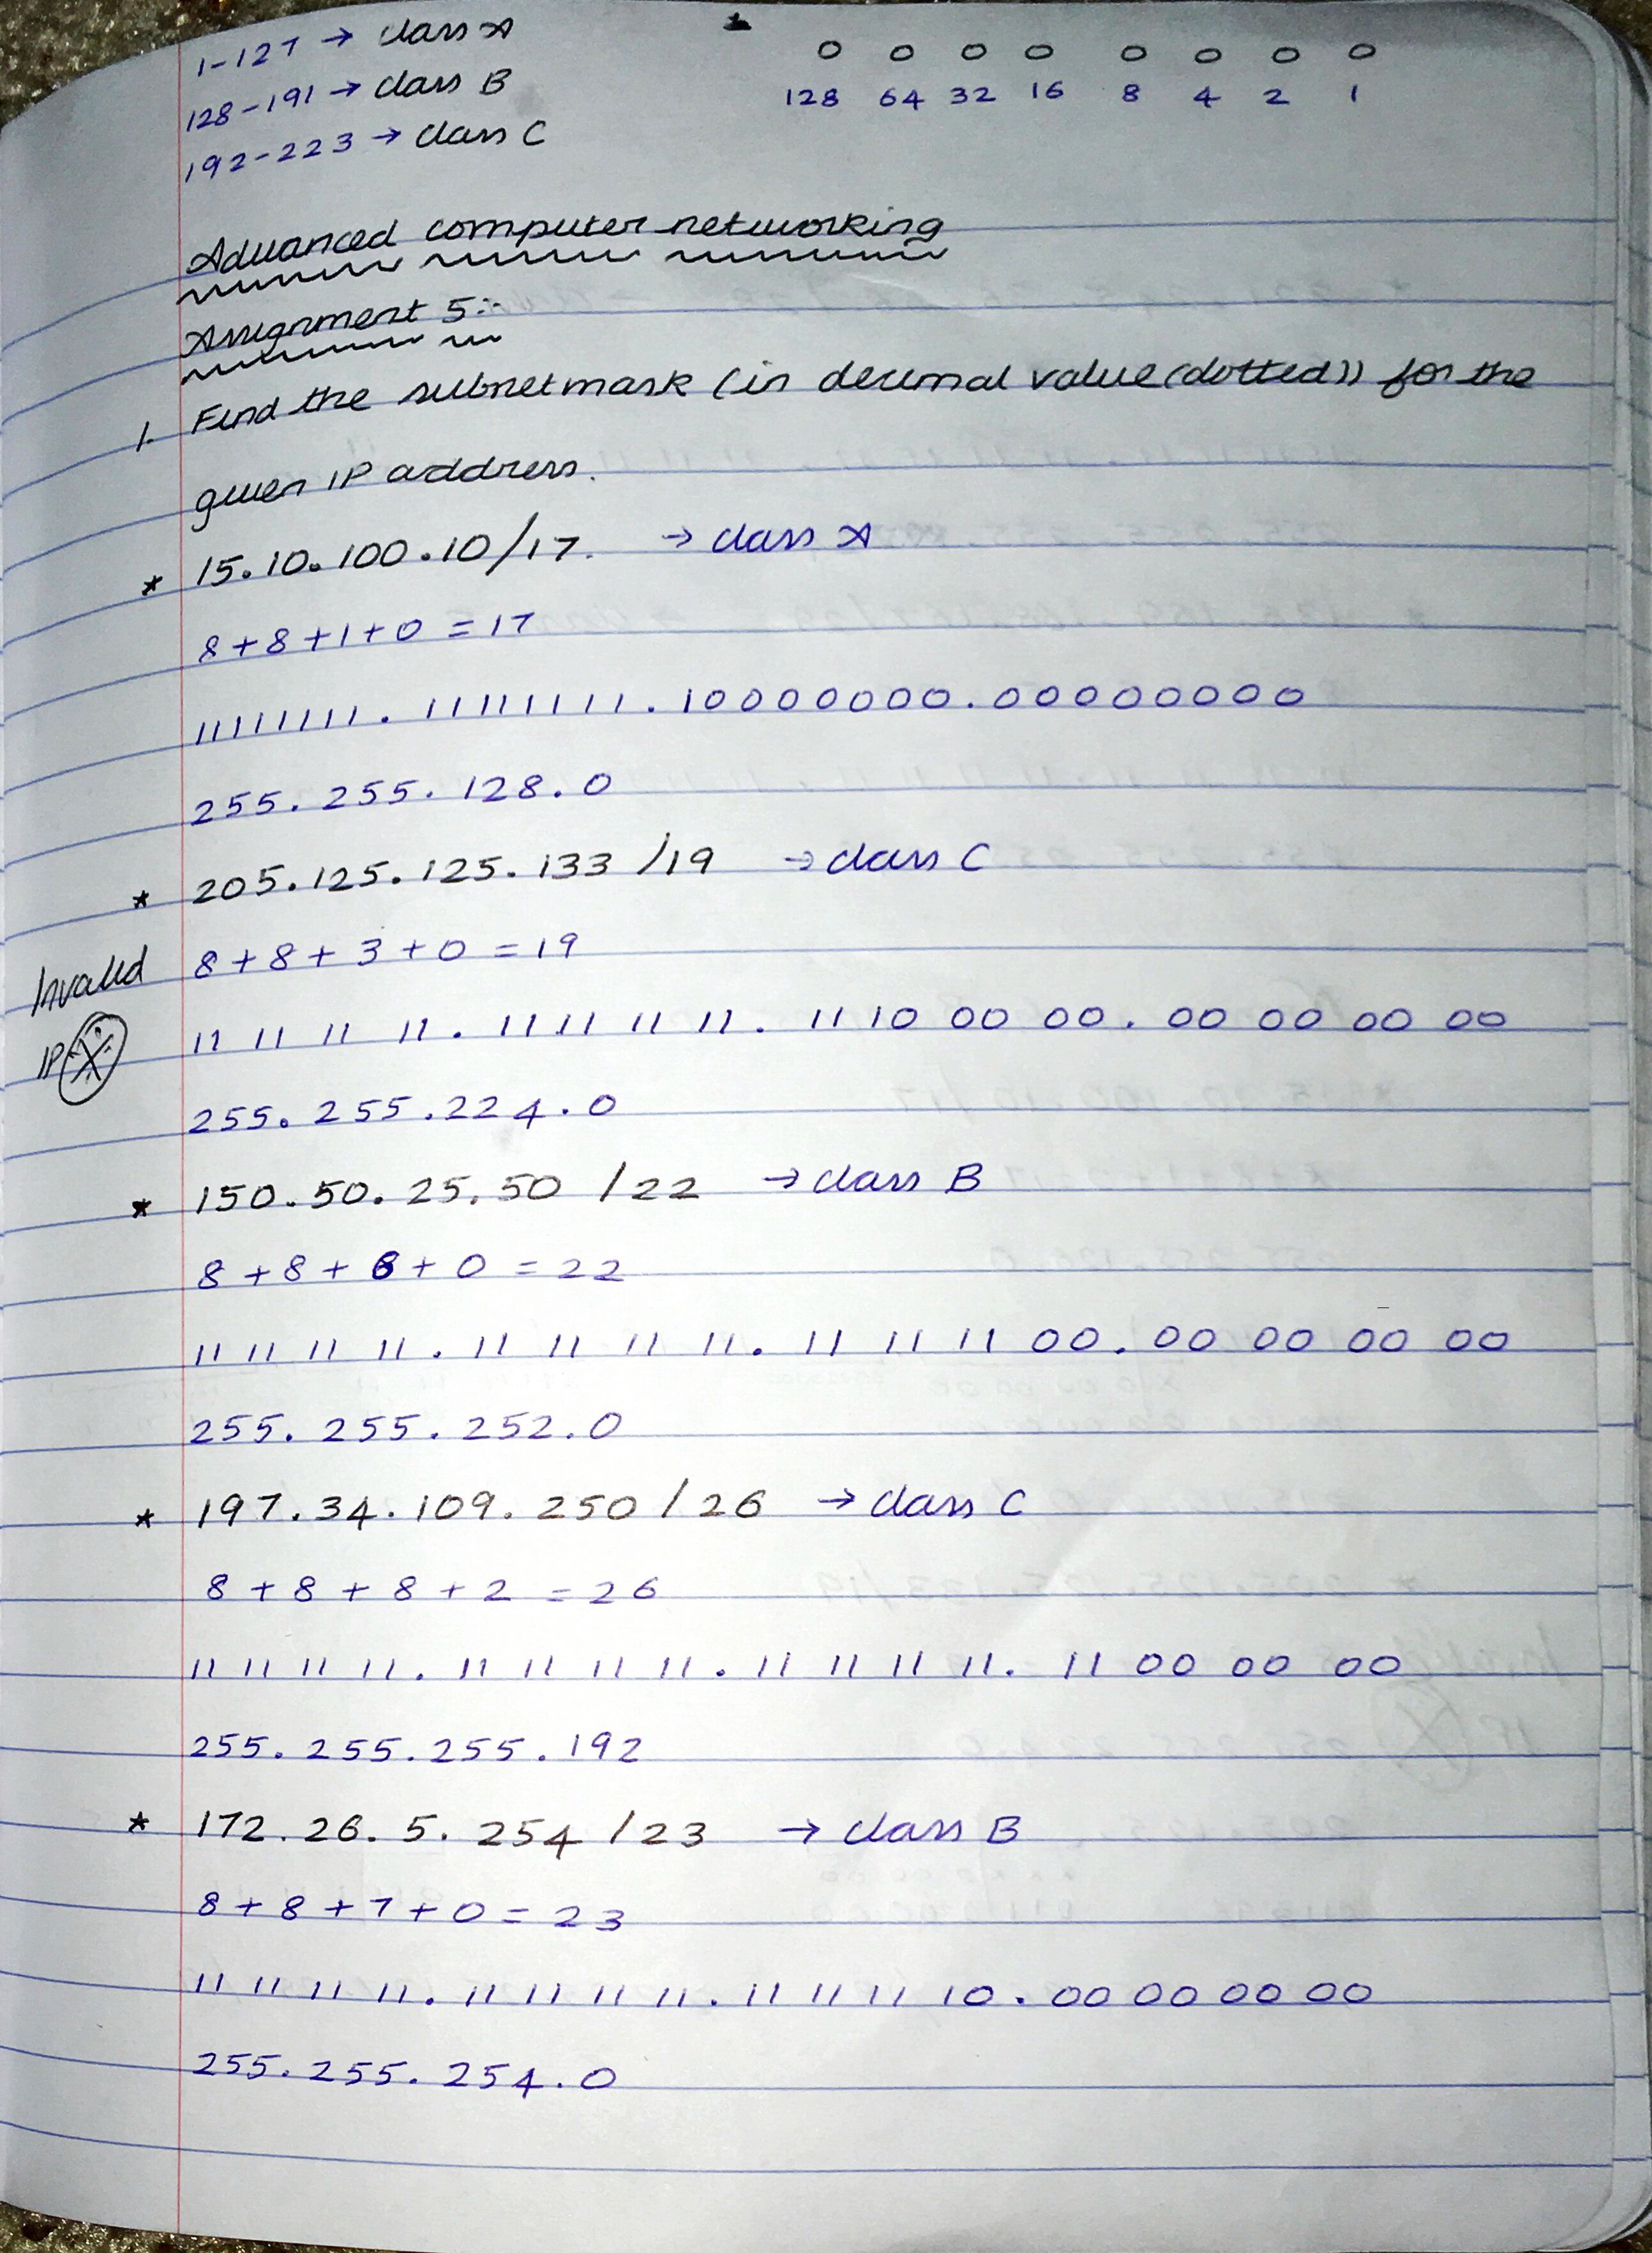 1-127 → class A
128-191 → class B
192-223 → class C
0 0 0 0 0 0 0 0
128 64 32 16 8 4 2 1
Advanced computer networking
Assignment 5:-
1. Find the subnetmask (in decimal value(dotted)) for the
given IP address.
* 15.10.100.10/17. → class A
8+8+1+0 = 17
11111111.11111111.10000000.00000000
255.255.128.0
* 205.125.125.133 /19 → class C
Invalid
IP X
8+8+3+0 = 19
11 11 11 11 . 11 11 11 11 . 11 10 00 00 . 00 00 00 00
255.255.224.0
* 150.50.25.50 /22 → class B
8+8+6+0 = 22
11 11 11 11 . 11 11 11 11 . 11 11 11 00 . 00 00 00 00
255.255.252.0
* 197.34.109.250 /26 → class C
8+8+8+2 = 26
11 11 11 11 . 11 11 11 11 . 11 11 11 11 . 11 00 00 00
255.255.255.192
* 172.26.5.254 /23 → class B
8+8+7+0 = 23
11 11 11 11 . 11 11 11 11 . 11 11 11 10 . 00 00 00 00
255.255.254.0